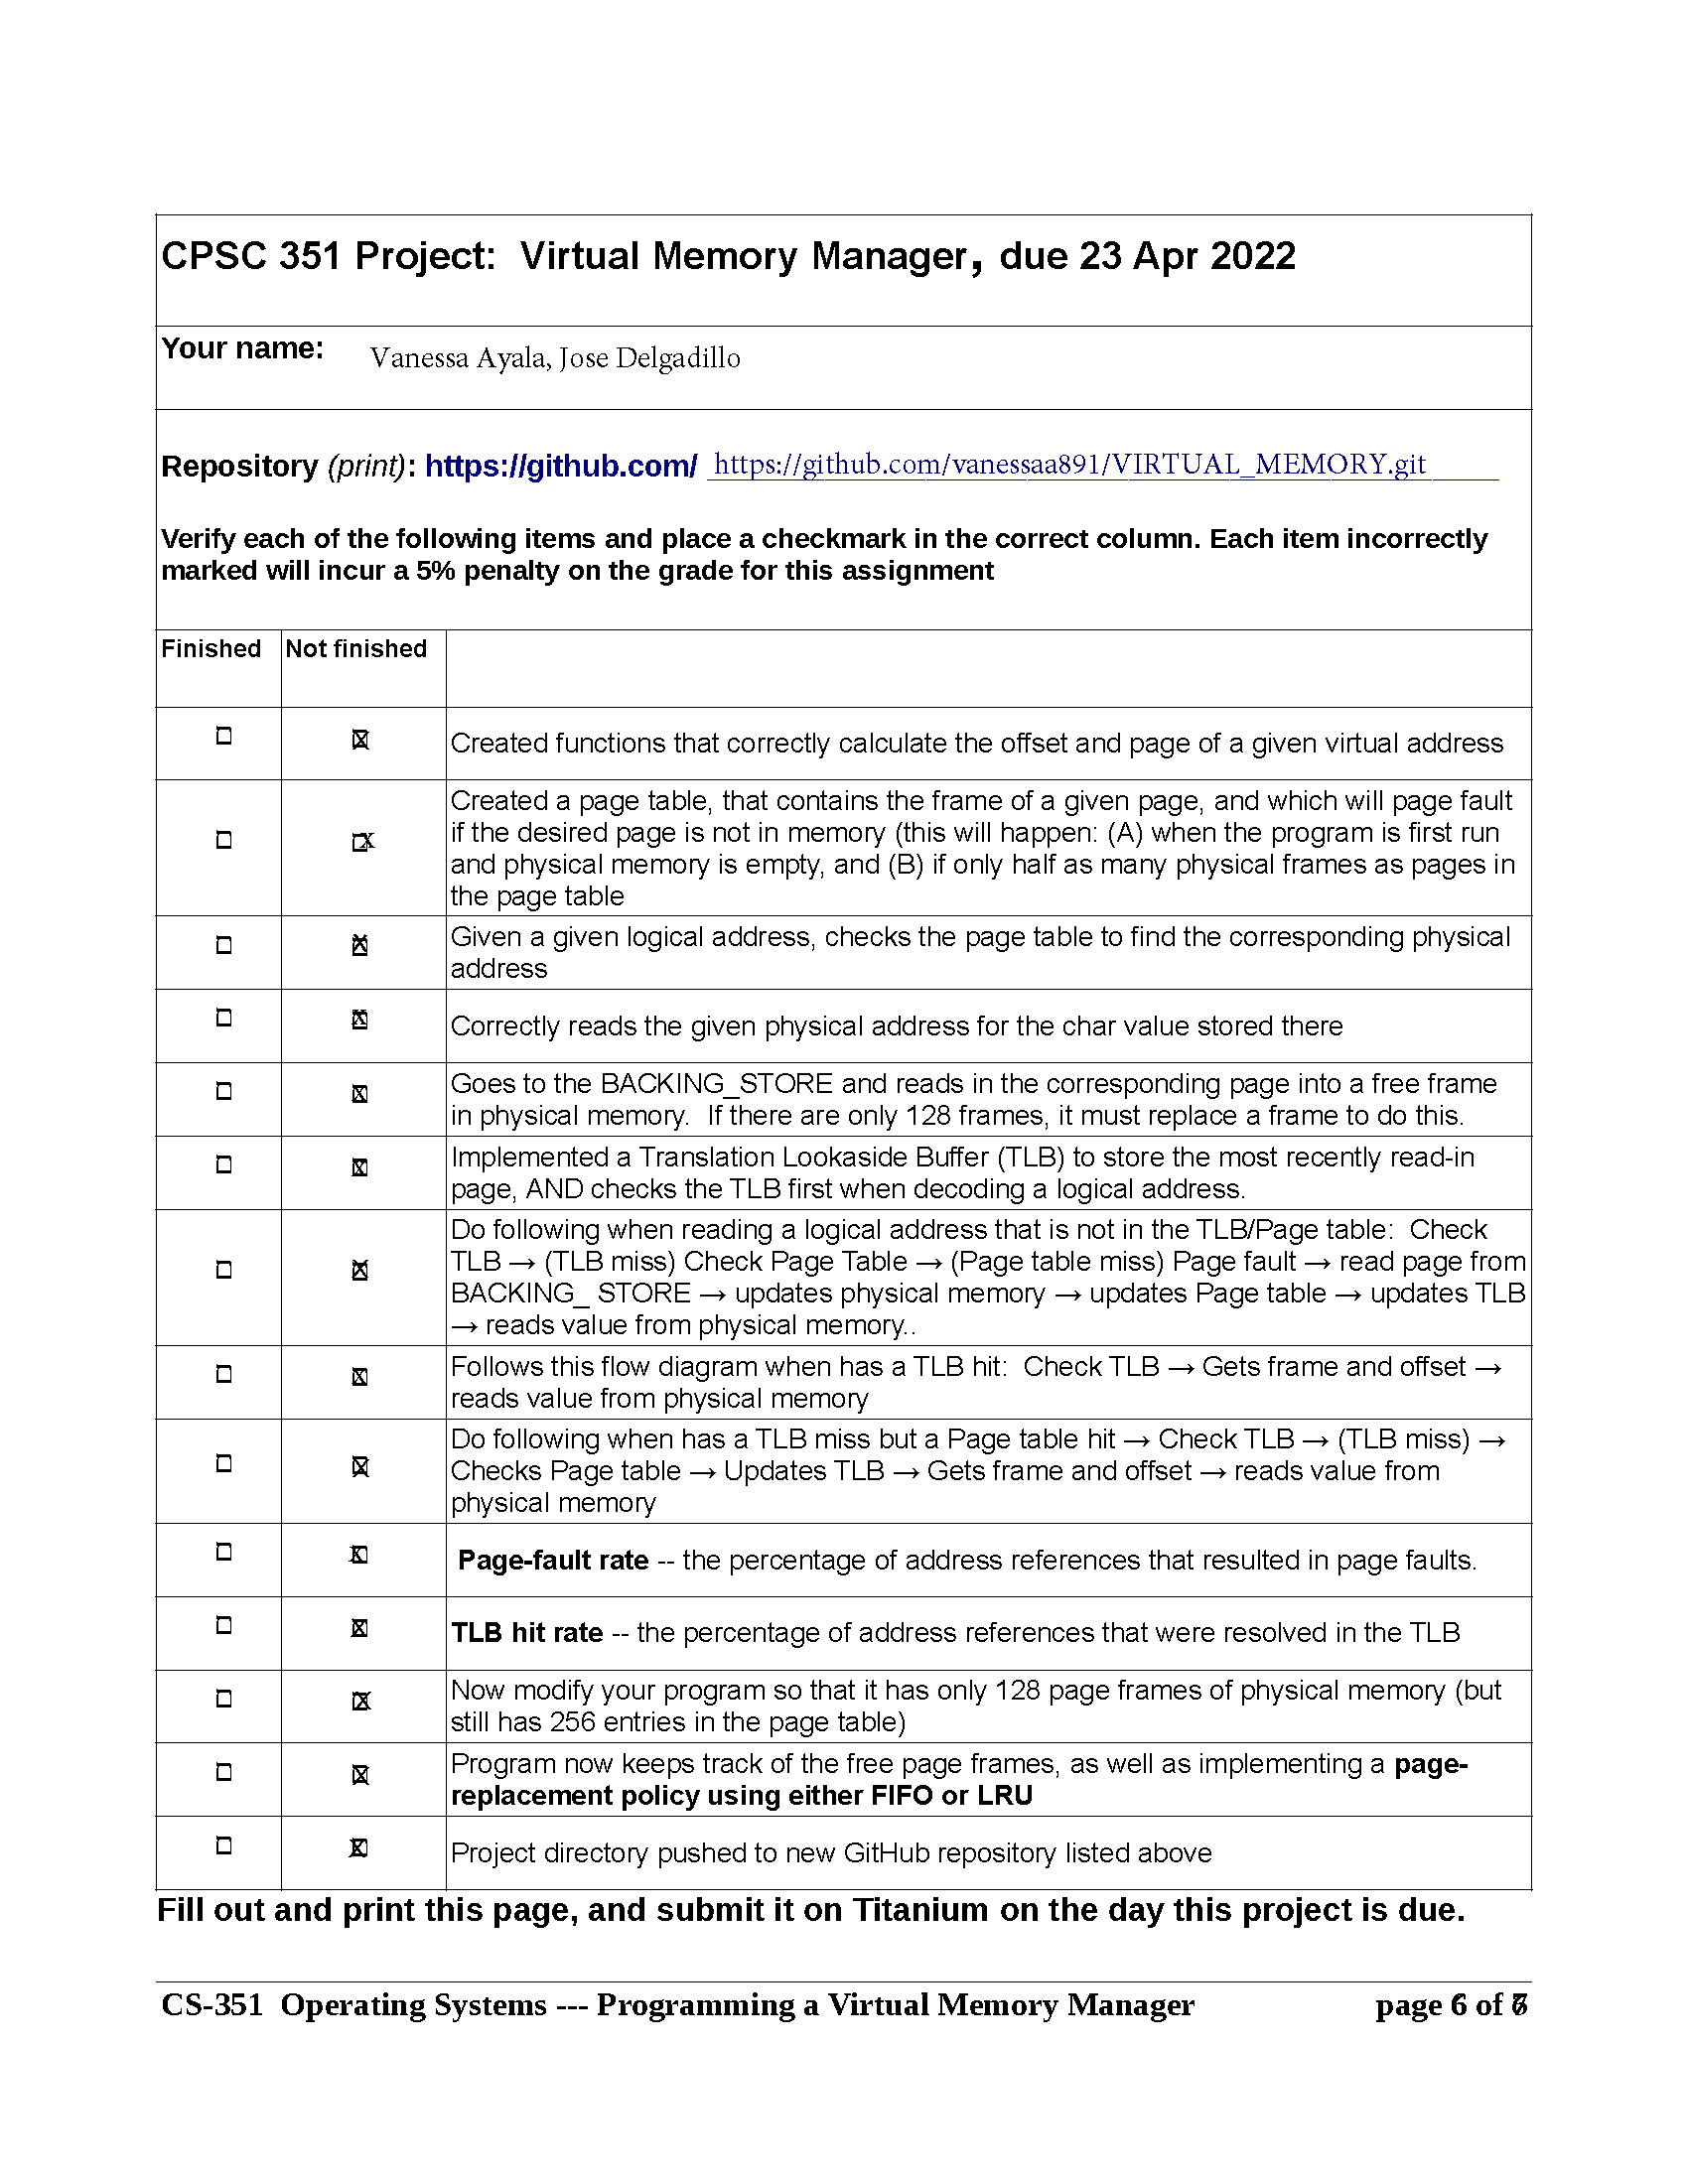 CPSC 351 Project:  Virtual Memory Manager, due 23 Apr 2022
Your name: Vanessa Ayala, Jose Delgadillo
Repository (print): https://github.com/ https://github.com/vanessaa891/VIRTUAL_MEMORY.git
Verify each of the following items and place a checkmark in the correct column. Each item incorrectly
marked will incur a 5% penalty on the grade for this assignment
Finished Not finished
☐ ☒ Created functions that correctly calculate the offset and page of a given virtual address
Created a page table, that contains the frame of a given page, and which will page fault
☐ ☒ if the desired page is not in memory (this will happen: (A) when the program is first run
and physical memory is empty, and (B) if only half as many physical frames as pages in
the page table
☐ ☒ Given a given logical address, checks the page table to find the corresponding physical
address
☐ ☒ Correctly reads the given physical address for the char value stored there
☐ ☒ Goes to the BACKING_STORE and reads in the corresponding page into a free frame
in physical memory.  If there are only 128 frames, it must replace a frame to do this.
☐ ☒ Implemented a Translation Lookaside Buffer (TLB) to store the most recently read-in
page, AND checks the TLB first when decoding a logical address.
Do following when reading a logical address that is not in the TLB/Page table:  Check
☐ ☒ TLB → (TLB miss) Check Page Table → (Page table miss) Page fault → read page from
BACKING_ STORE → updates physical memory → updates Page table → updates TLB
→ reads value from physical memory..
☐ ☒ Follows this flow diagram when has a TLB hit:  Check TLB → Gets frame and offset →
reads value from physical memory
Do following when has a TLB miss but a Page table hit → Check TLB → (TLB miss) →
☐ ☒ Checks Page table → Updates TLB → Gets frame and offset → reads value from
physical memory
☐ ☒ Page-fault rate -- the percentage of address references that resulted in page faults.
☐ ☒ TLB hit rate -- the percentage of address references that were resolved in the TLB
☐ ☒ Now modify your program so that it has only 128 page frames of physical memory (but
still has 256 entries in the page table)
☐ ☒ Program now keeps track of the free page frames, as well as implementing a page-
replacement policy using either FIFO or LRU
☐ ☒ Project directory pushed to new GitHub repository listed above
Fill out and print this page, and submit it on Titanium on the day this project is due.
CS-351  Operating Systems --- Programming a Virtual Memory Manager page 6 of